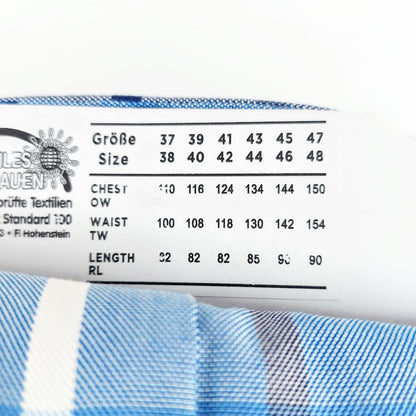 Größe 37 39 41 43 45 47
Size 38 40 42 44 46 48
CHEST 110 116 124 134 144 150
OW
WAIST 100 108 118 130 142 154
TW
LENGTH 82 82 85 90
RL
Textilien
Standard 100
Hohenstein